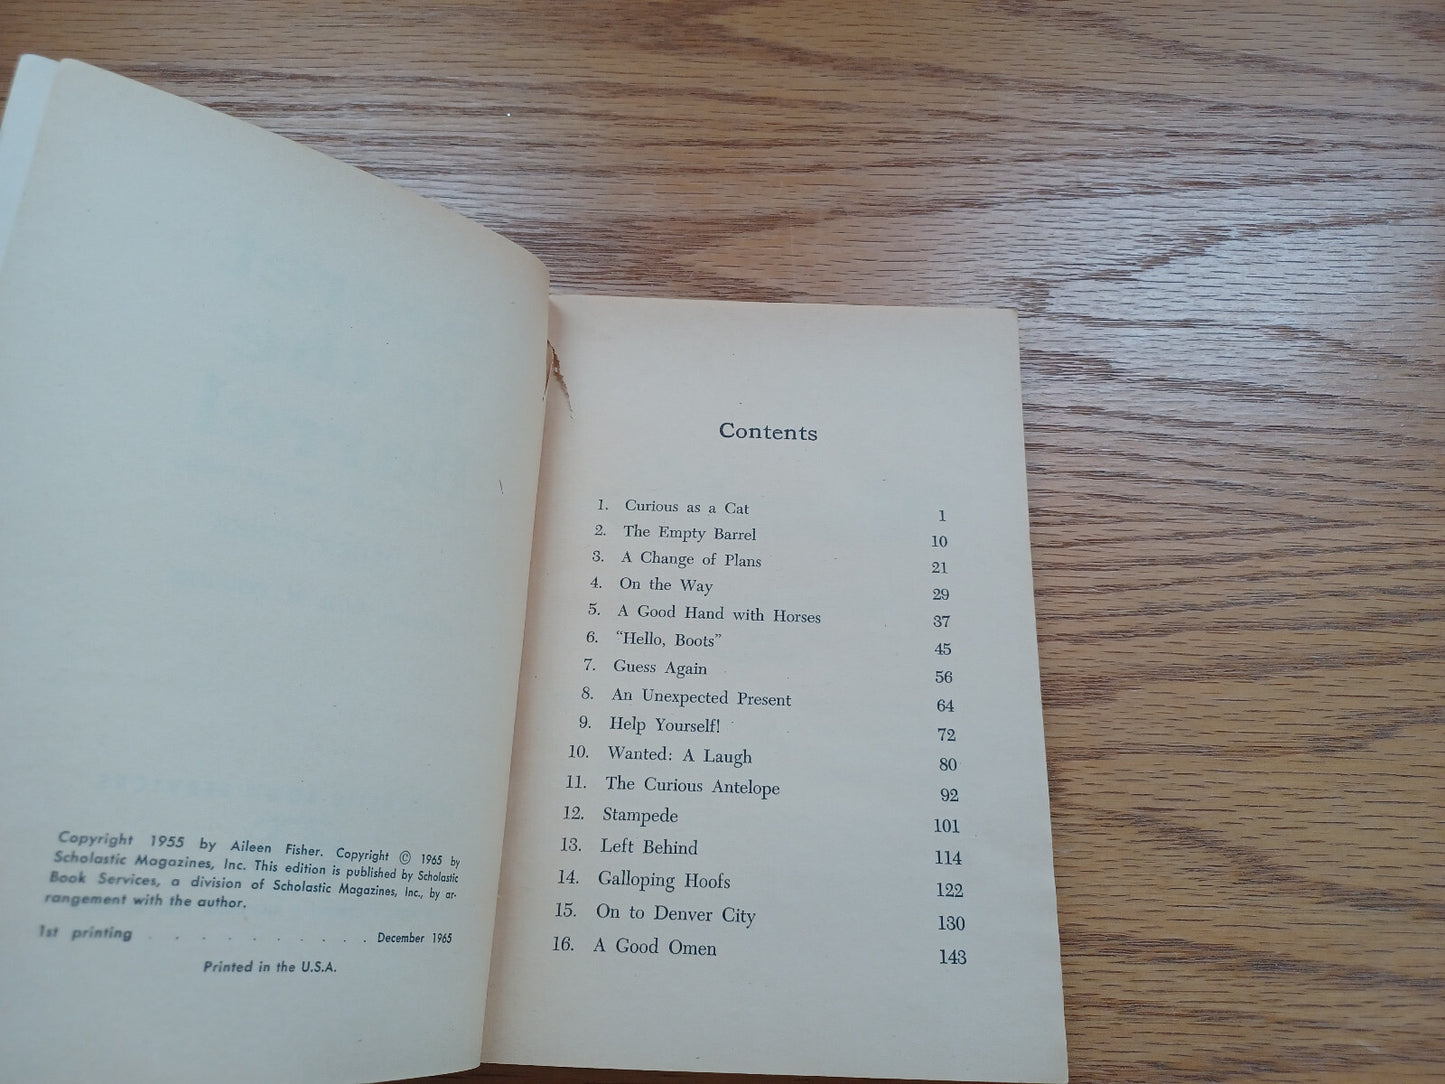 Copyright 1955 by Aileen Fisher. Copyright © 1965 by
Scholastic Magazines, Inc. This edition is published by Scholastic
Book Services, a division of Scholastic Magazines, Inc., by ar-
rangement with the author.
1st printing . . . . . . . . . . December 1965
Printed in the U.S.A.
Contents
1. Curious as a Cat 1
2. The Empty Barrel 10
3. A Change of Plans 21
4. On the Way 29
5. A Good Hand with Horses 37
6. “Hello, Boots” 45
7. Guess Again 56
8. An Unexpected Present 64
9. Help Yourself! 72
10. Wanted: A Laugh 80
11. The Curious Antelope 92
12. Stampede 101
13. Left Behind 114
14. Galloping Hoofs 122
15. On to Denver City 130
16. A Good Omen 143